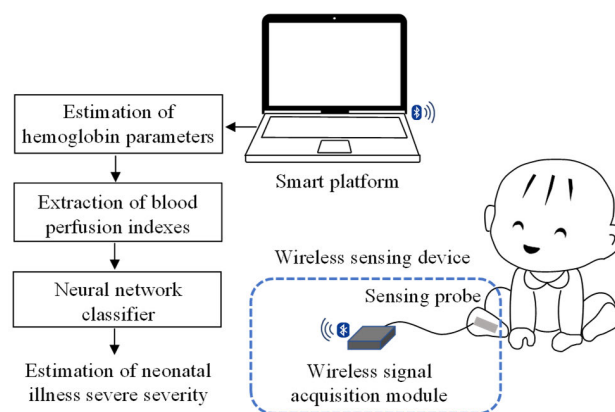 Estimation of
hemoglobin parameters
Smart platform
Extraction of blood
perfusion indexes
Neural network
classifier
Estimation of neonatal
illness severe severity
Wireless sensing device
Sensing probe
Wireless signal
acquisition module